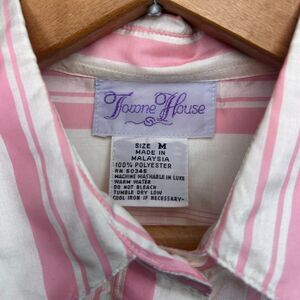 Towne House
S
SIZE M
MADE IN
MALAYSIA
100% POLYESTER
RN 50345
MACHINE WASHABLE IN LUKE
WARM WATER
DO NOT BLEACH
TUMBLE DRY LOW
COOL IRON IF NECESSARY-